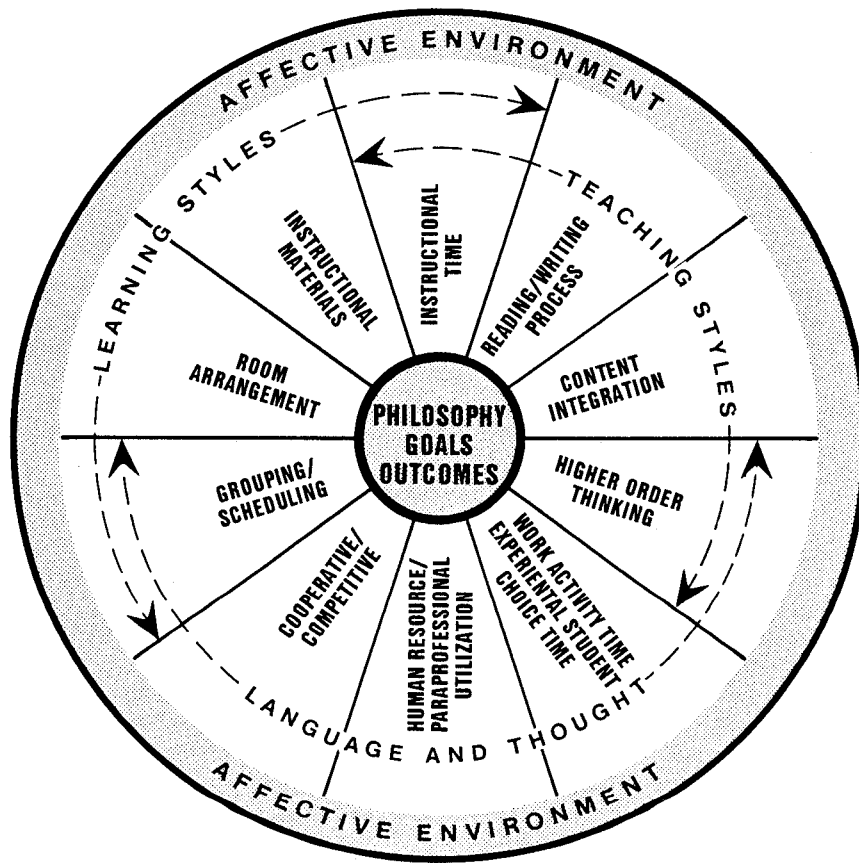 AFFECTIVE ENVIRONMENT
LEARNING STYLES
TEACHING STYLES
INSTRUCTIONAL
MATERIALS
INSTRUCTIONAL
TIME
READING/WRITING
PROCESS
ROOM
ARRANGEMENT
CONTENT
INTEGRATION
PHILOSOPHY
GOALS
OUTCOMES
GROUPING/
SCHEDULING
HIGHER ORDER
THINKING
COOPERATIVE/
COMPETITIVE
HUMAN RESOURCE/
PARAPROFESSIONAL
UTILIZATION
WORK ACTIVITY TIME
EXPERIENTIAL STUDENT
CHOICE TIME
LANGUAGE AND THOUGHT
AFFECTIVE ENVIRONMENT